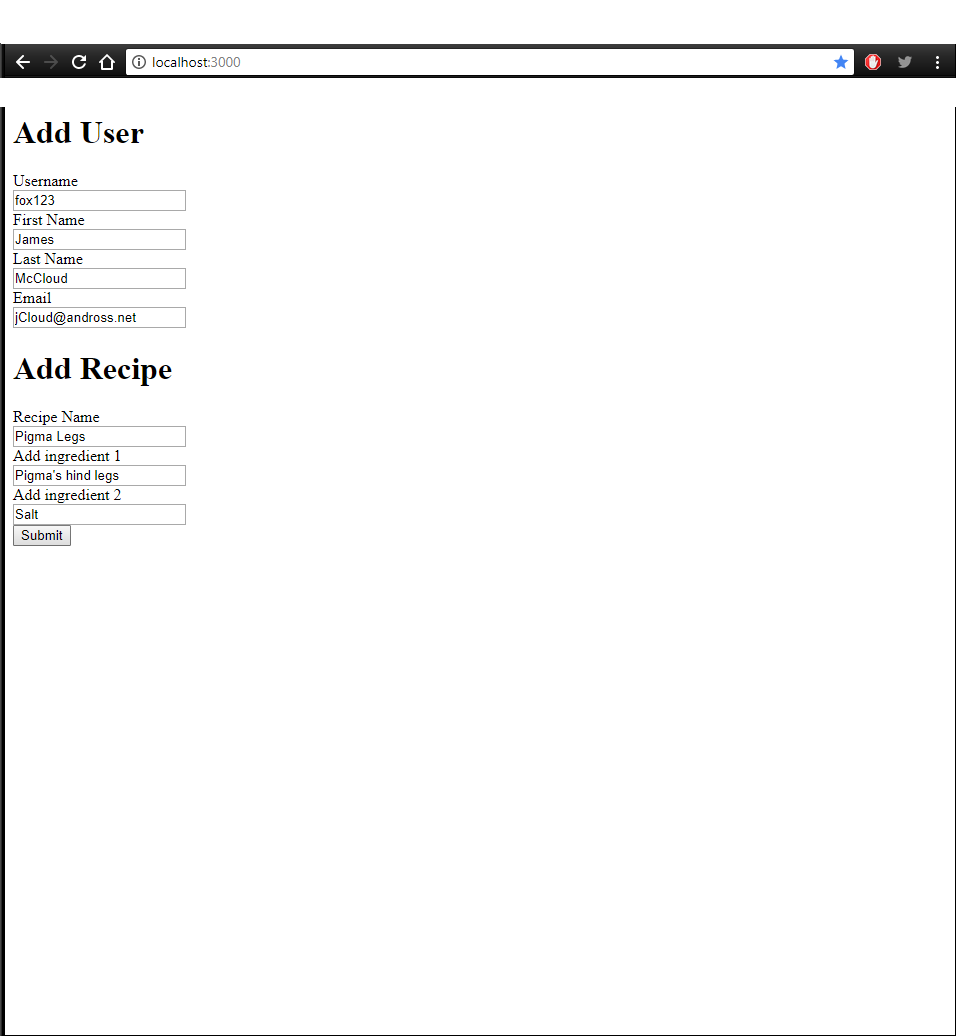 localhost:3000
Add User
Username
fox123
First Name
James
Last Name
McCloud
Email
jCloud@andross.net
Add Recipe
Recipe Name
Pigma Legs
Add ingredient 1
Pigma's hind legs
Add ingredient 2
Salt
Submit